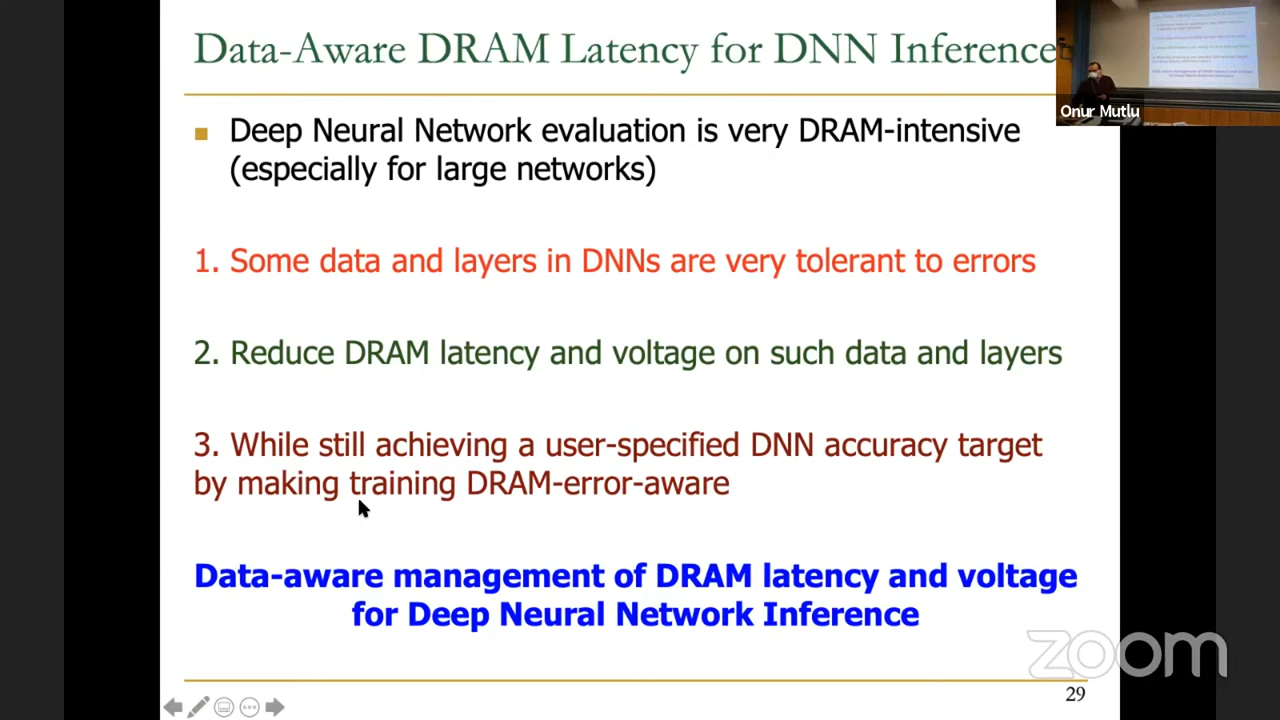 Data-Aware DRAM Latency for DNN Inference
Onur Mutlu
Deep Neural Network evaluation is very DRAM-intensive
(especially for large networks)
1. Some data and layers in DNNs are very tolerant to errors
2. Reduce DRAM latency and voltage on such data and layers
3. While still achieving a user-specified DNN accuracy target
by making training DRAM-error-aware
Data-aware management of DRAM latency and voltage
for Deep Neural Network Inference
zoom
29